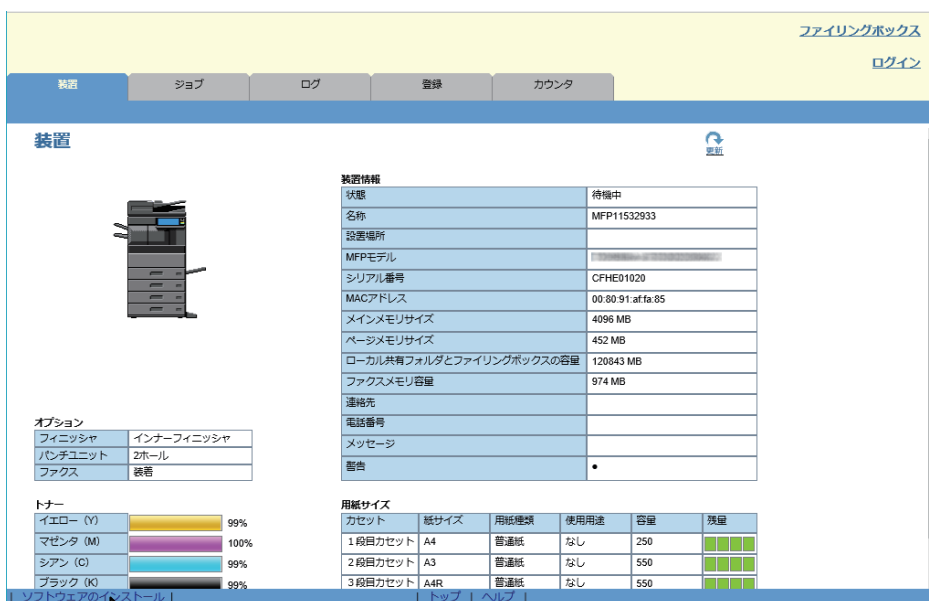 ファイリングボックス
ログイン
装置 ジョブ ログ 登録 カウンタ
装置
更新
装置情報
状態 待機中
名称 MFP11532933
設置場所
MFPモデル
シリアル番号 CFHE01020
MACアドレス 00:80:91:af:fa:85
メインメモリサイズ 4096 MB
ページメモリサイズ 452 MB
ローカル共有フォルダとファイリングボックスの容量 120843 MB
ファクスメモリ容量 974 MB
連絡先
電話番号
メッセージ
警告 ●
オプション
フィニッシャ インナーフィニッシャ
パンチユニット 2ホール
ファクス 装着
トナー
イエロー（Y） 99%
マゼンタ（M） 100%
シアン（C） 99%
ブラック（K） 99%
用紙サイズ
カセット 紙サイズ 用紙種類 使用用途 容量 残量
1段目カセット A4 普通紙 なし 250
2段目カセット A3 普通紙 なし 550
3段目カセット A4R 普通紙 なし 550
| ソフトウェアのインストール | | トップ | ヘルプ |